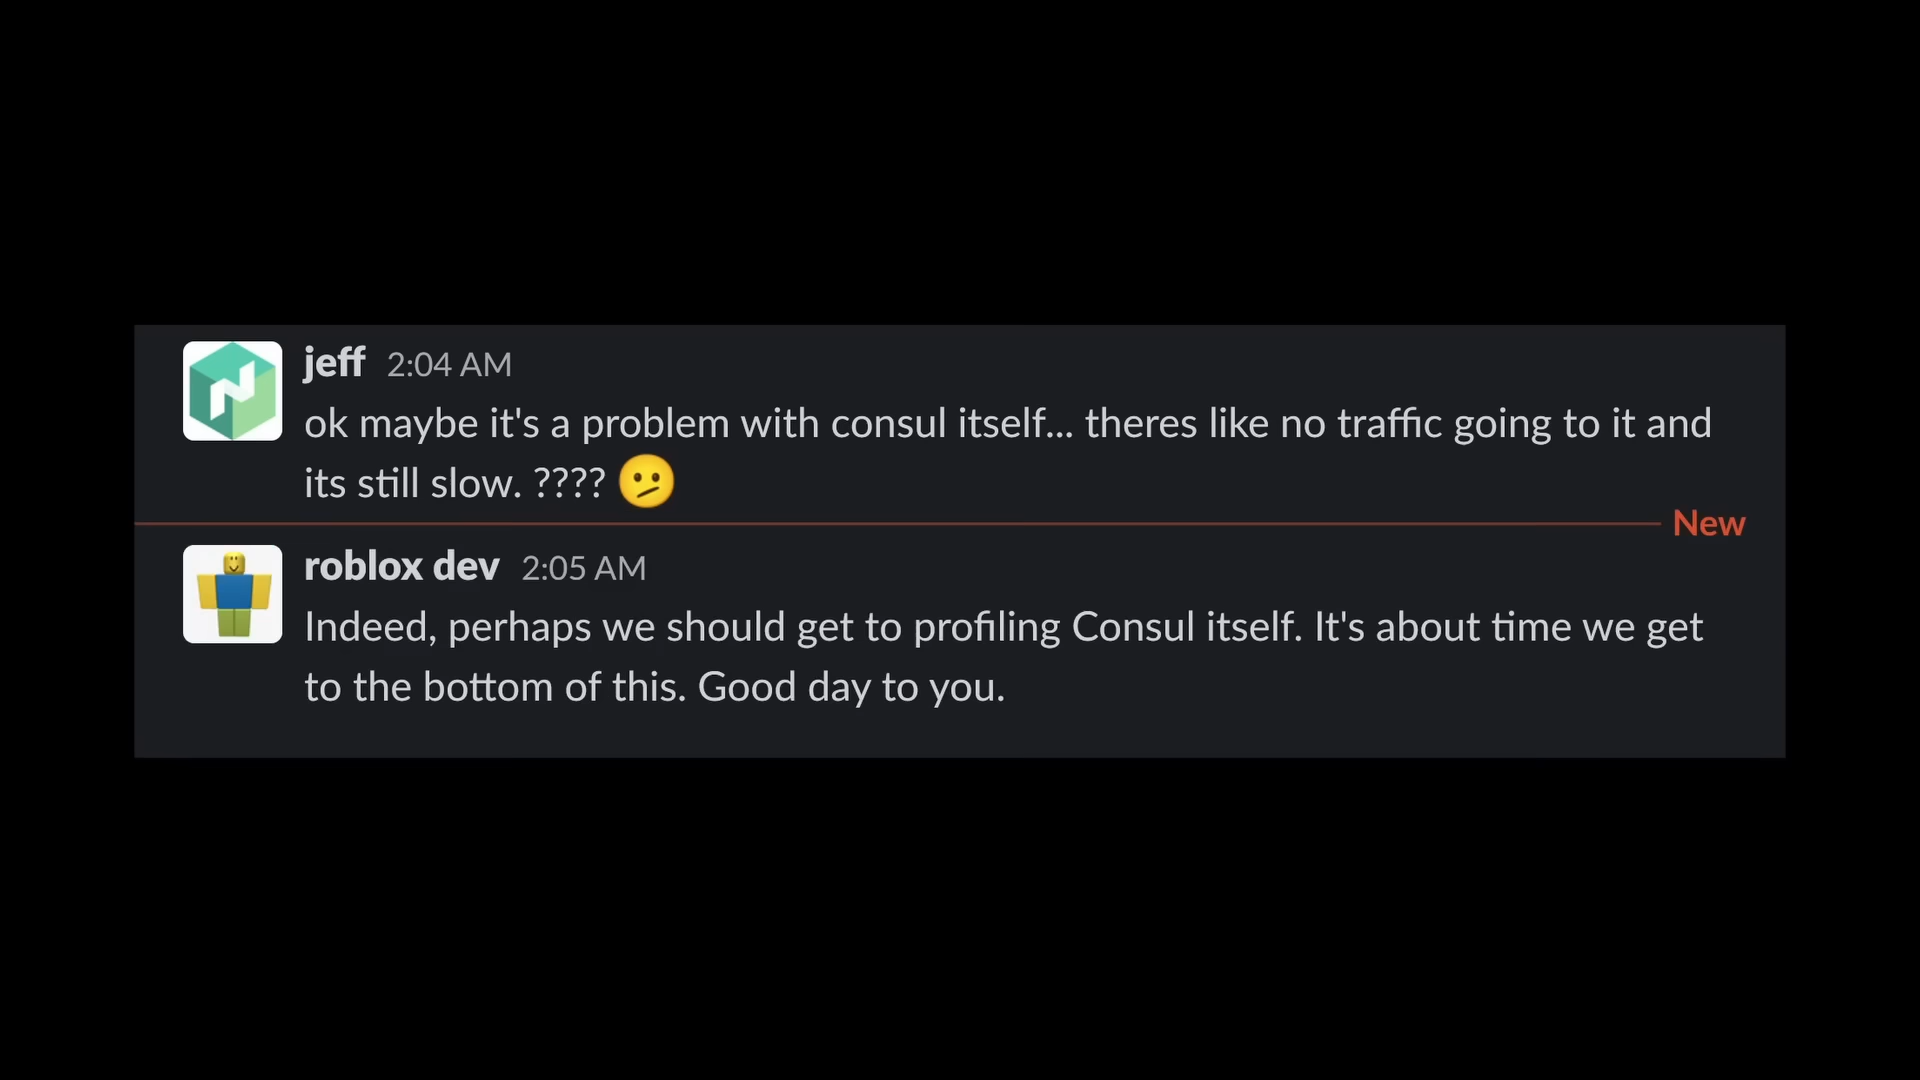 jeff 2:04 AM
ok maybe it's a problem with consul itself... theres like no traffic going to it and
its still slow. ???? 🫤
New
roblox dev 2:05 AM
Indeed, perhaps we should get to profiling Consul itself. It's about time we get
to the bottom of this. Good day to you.